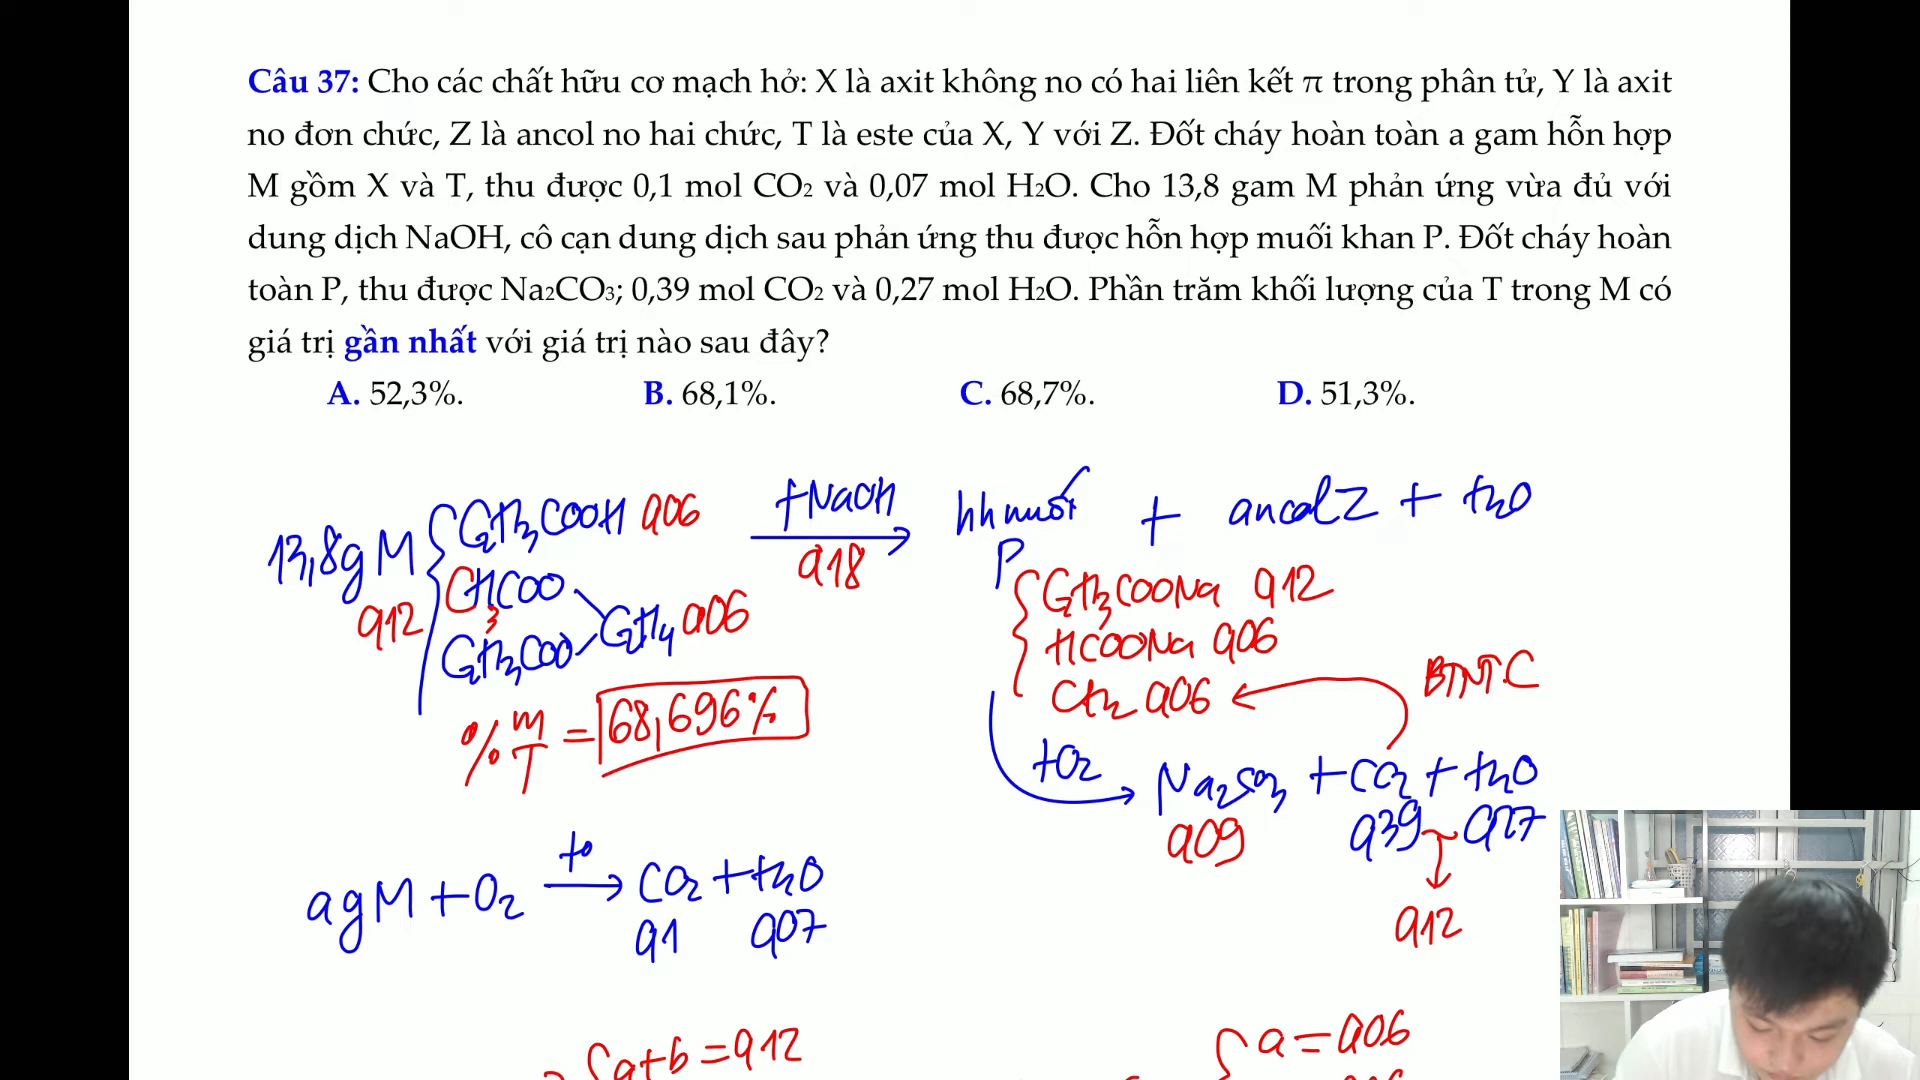 Câu 37: Cho các chất hữu cơ mạch hở: X là axit không no có hai liên kết π trong phân tử, Y là axit
no đơn chức, Z là ancol no hai chức, T là este của X, Y với Z. Đốt cháy hoàn toàn a gam hỗn hợp
M gồm X và T, thu được 0,1 mol CO₂ và 0,07 mol H₂O. Cho 13,8 gam M phản ứng vừa đủ với
dung dịch NaOH, cô cạn dung dịch sau phản ứng thu được hỗn hợp muối khan P. Đốt cháy hoàn
toàn P, thu được Na₂CO₃; 0,39 mol CO₂ và 0,27 mol H₂O. Phần trăm khối lượng của T trong M có
giá trị gần nhất với giá trị nào sau đây?
A. 52,3%. B. 68,1%. C. 68,7%. D. 51,3%.
13,8g M C₂H₃COOH 0,06 +NaOH hh muối + ancol Z + H₂O
0,18 P
0,12 CH₃COO C₂H₃COONa 0,12
C₂H₃COO C₂H₄ 0,06 HCOONa 0,06
CH₂ 0,06 BTNT.C
% m T = 68,696%
+O₂ Na₂CO₃ + CO₂ + H₂O
0,09 0,39 0,27
0,12
a g M + O₂ t° CO₂ + H₂O
0,1 0,07
a+b = 0,12 a = 0,06